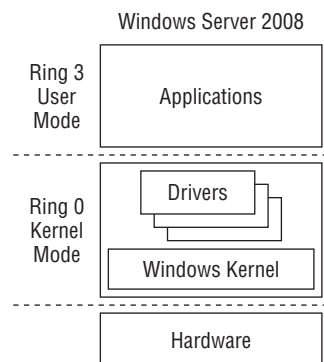 Windows Server 2008
Ring 3
User
Mode
Applications
Ring 0
Kernel
Mode
Drivers
Windows Kernel
Hardware